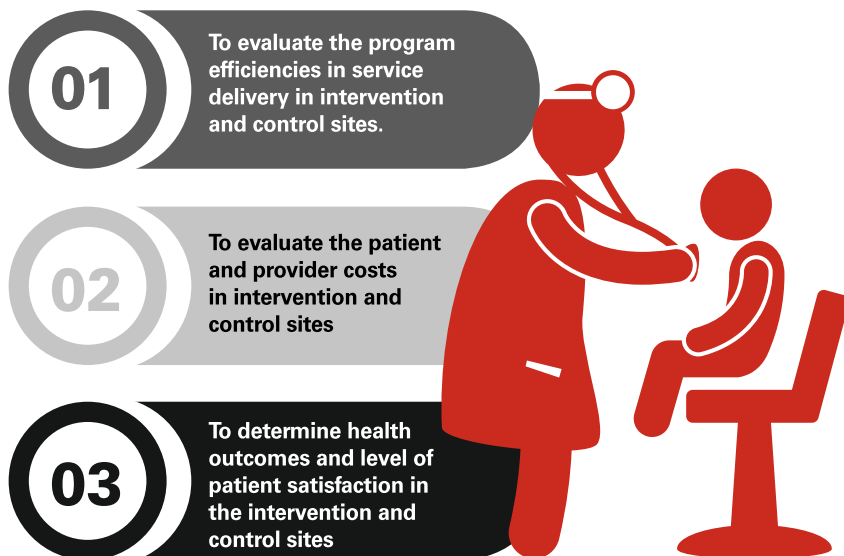 01
To evaluate the program
efficiencies in service
delivery in intervention
and control sites.
02
To evaluate the patient
and provider costs
in intervention and
control sites
03
To determine health
outcomes and level of
patient satisfaction in
the intervention and
control sites